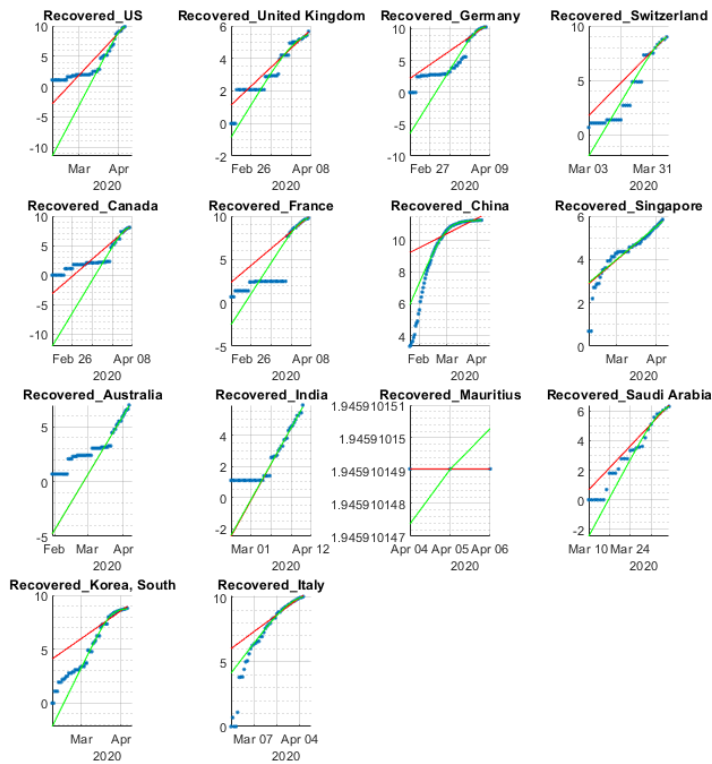 Recovered_US
10
5
0
-5
-10
Mar
Apr
2020
Recovered_United Kingdom
6
4
2
0
-2
Feb 26
Apr 08
2020
Recovered_Germany
10
5
0
-5
-10
Feb 27
Apr 09
2020
Recovered_Switzerland
10
5
0
Mar 03
Mar 31
2020
Recovered_Canada
10
5
0
-5
-10
Feb 26
Apr 08
2020
Recovered_France
10
5
0
-5
Feb 26
Apr 08
2020
Recovered_China
10
8
6
4
Feb
Mar
Apr
2020
Recovered_Singapore
6
4
2
0
Mar
Apr
2020
Recovered_Australia
5
0
-5
Feb
Mar
Apr
2020
Recovered_India
4
2
0
-2
Mar 01
Apr 12
2020
Recovered_Mauritius
1.945910151
1.94591015
1.945910149
1.945910148
1.945910147
Apr 04
Apr 05
Apr 06
2020
Recovered_Saudi Arabia
6
4
2
0
-2
Mar 10
Mar 24
2020
Recovered_Korea, South
10
5
0
Mar
Apr
2020
Recovered_Italy
10
5
0
Mar 07
Apr 04
2020